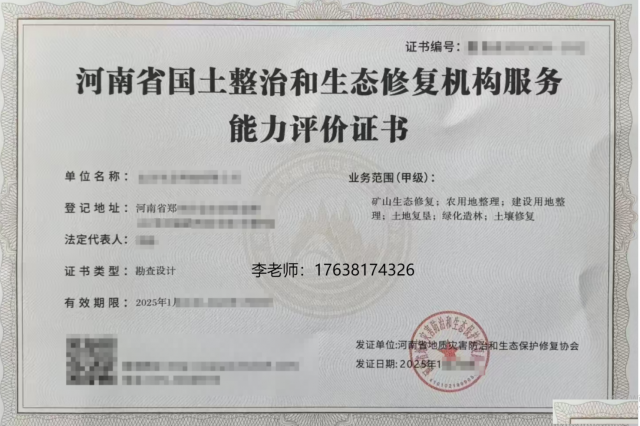 证书编号:
河南省国土整治和生态修复机构服务
能力评价证书
单位名称:
登记地址: 河南省郑
法定代表人:
证书类型: 勘查设计
有效期限: 2025年1月
业务范围(甲级):
矿山生态修复；农用地整理；建设用地整
理；土地复垦；绿化造林；土壤修复
李老师：17638174326
发证单位:河南省地质灾害防治和生态保护修复协会
发证日期:2025年1